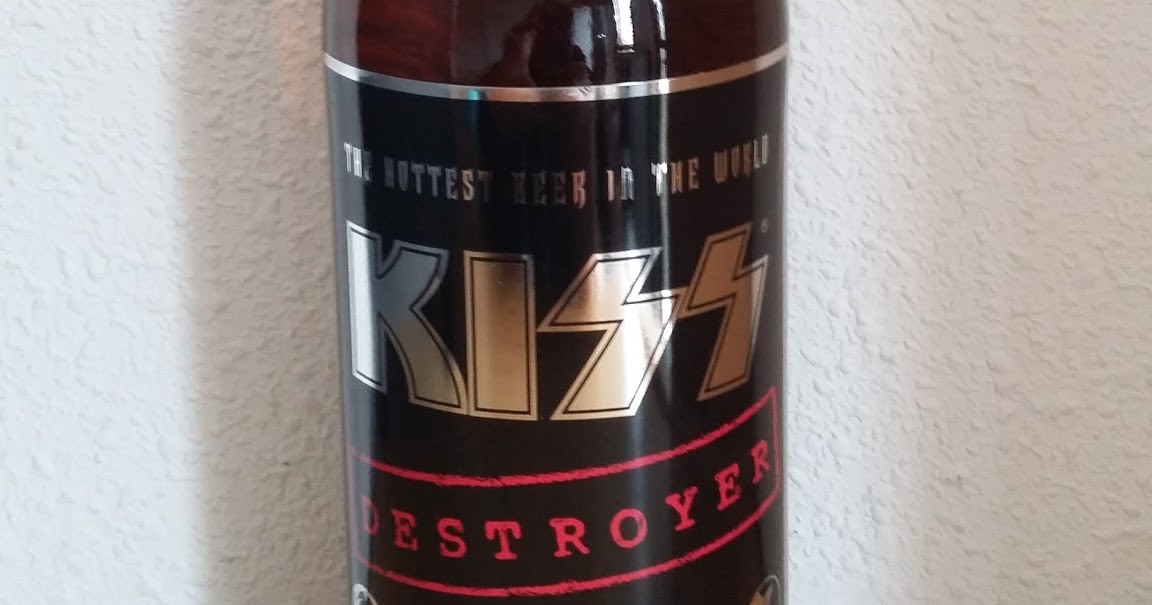 THE HOTTEST BEER IN THE WORLD
KISS®
DESTROYER